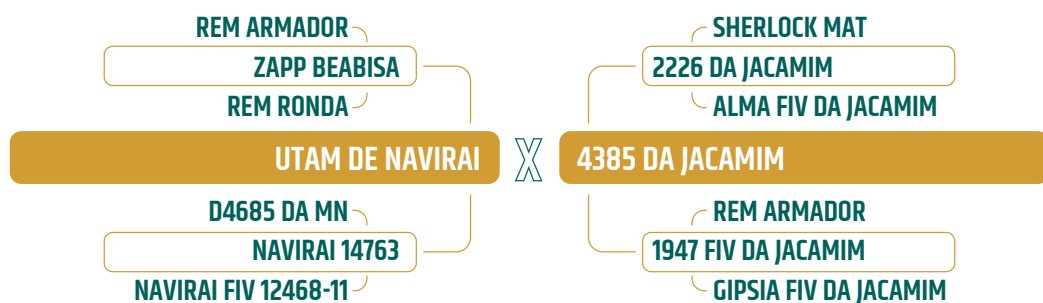 REM ARMADOR
ZAPP BEABISA
REM RONDA
UTAM DE NAVIRAI
D4685 DA MN
NAVIRAI 14763
NAVIRAI FIV 12468-11
X
SHERLOCK MAT
2226 DA JACAMIM
ALMA FIV DA JACAMIM
4385 DA JACAMIM
REM ARMADOR
1947 FIV DA JACAMIM
GIPSIA FIV DA JACAMIM